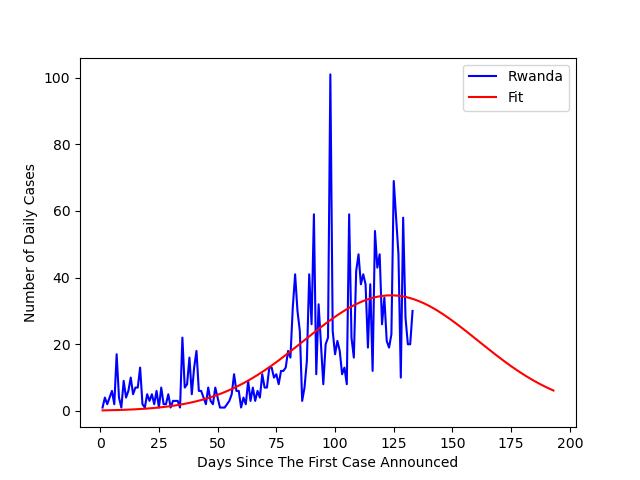 Rwanda
Fit
100
80
60
40
20
0
Number of Daily Cases
0 25 50 75 100 125 150 175 200
Days Since The First Case Announced